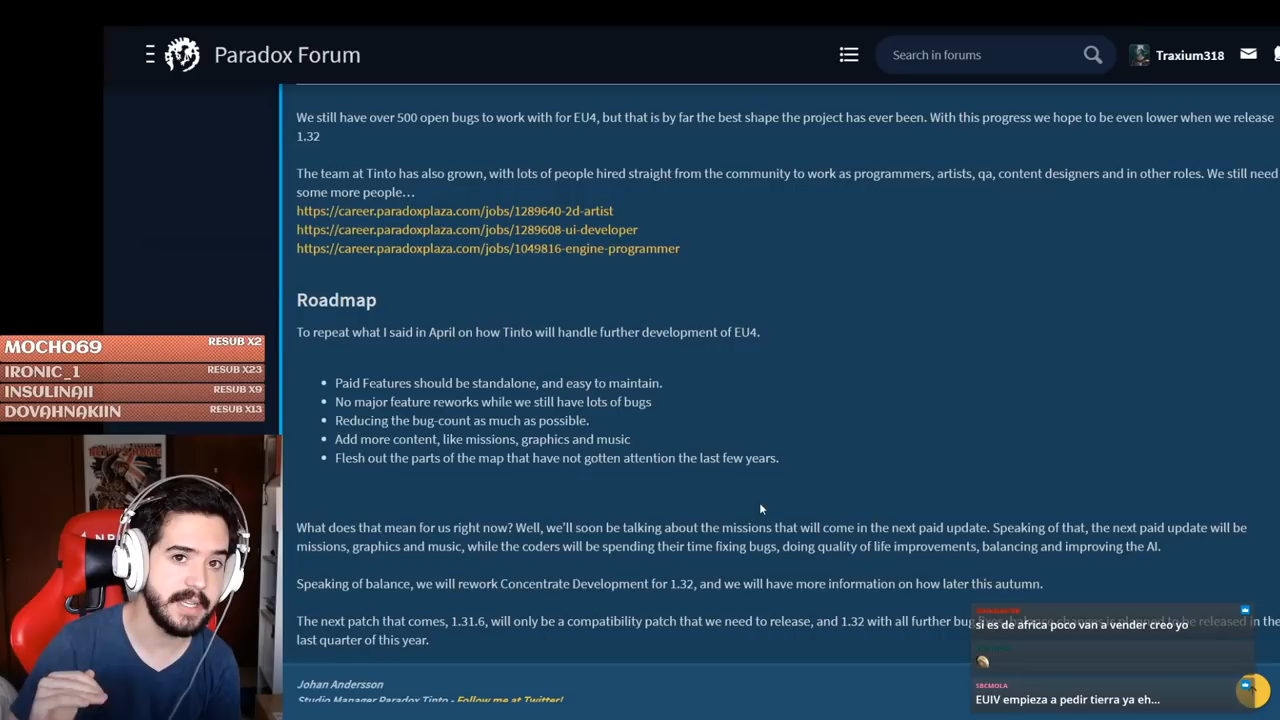 Paradox Forum
Search in forums
Traxium318
We still have over 500 open bugs to work with for EU4, but that is by far the best shape the project has ever been. With this progress we hope to be even lower when we release
1.32
The team at Tinto has also grown, with lots of people hired straight from the community to work as programmers, artists, qa, content designers and in other roles. We still need
some more people…
https://career.paradoxplaza.com/jobs/1289640-2d-artist
https://career.paradoxplaza.com/jobs/1289608-ui-developer
https://career.paradoxplaza.com/jobs/1049816-engine-programmer
Roadmap
To repeat what I said in April on how Tinto will handle further development of EU4.
MOCHO69 RESUB X2
IRONIC_1 RESUB X23
INSULINAII RESUB X9
DOVAHNAKIIN RESUB X13
• Paid Features should be standalone, and easy to maintain.
• No major feature reworks while we still have lots of bugs
• Reducing the bug-count as much as possible.
• Add more content, like missions, graphics and music
• Flesh out the parts of the map that have not gotten attention the last few years.
What does that mean for us right now? Well, we’ll soon be talking about the missions that will come in the next paid update. Speaking of that, the next paid update will be
missions, graphics and music, while the coders will be spending their time fixing bugs, doing quality of life improvements, balancing and improving the AI.
Speaking of balance, we will rework Concentrate Development for 1.32, and we will have more information on how later this autumn.
The next patch that comes, 1.31.6, will only be a compatibility patch that we need to release, and 1.32 with all further bug released in the
last quarter of this year.
si es de africa poco van a vender creo yo
SBCMOLA
EUIV empieza a pedir tierra ya eh...
Johan Andersson
Studio Manager Paradox Tinto - Follow me at Twitter!